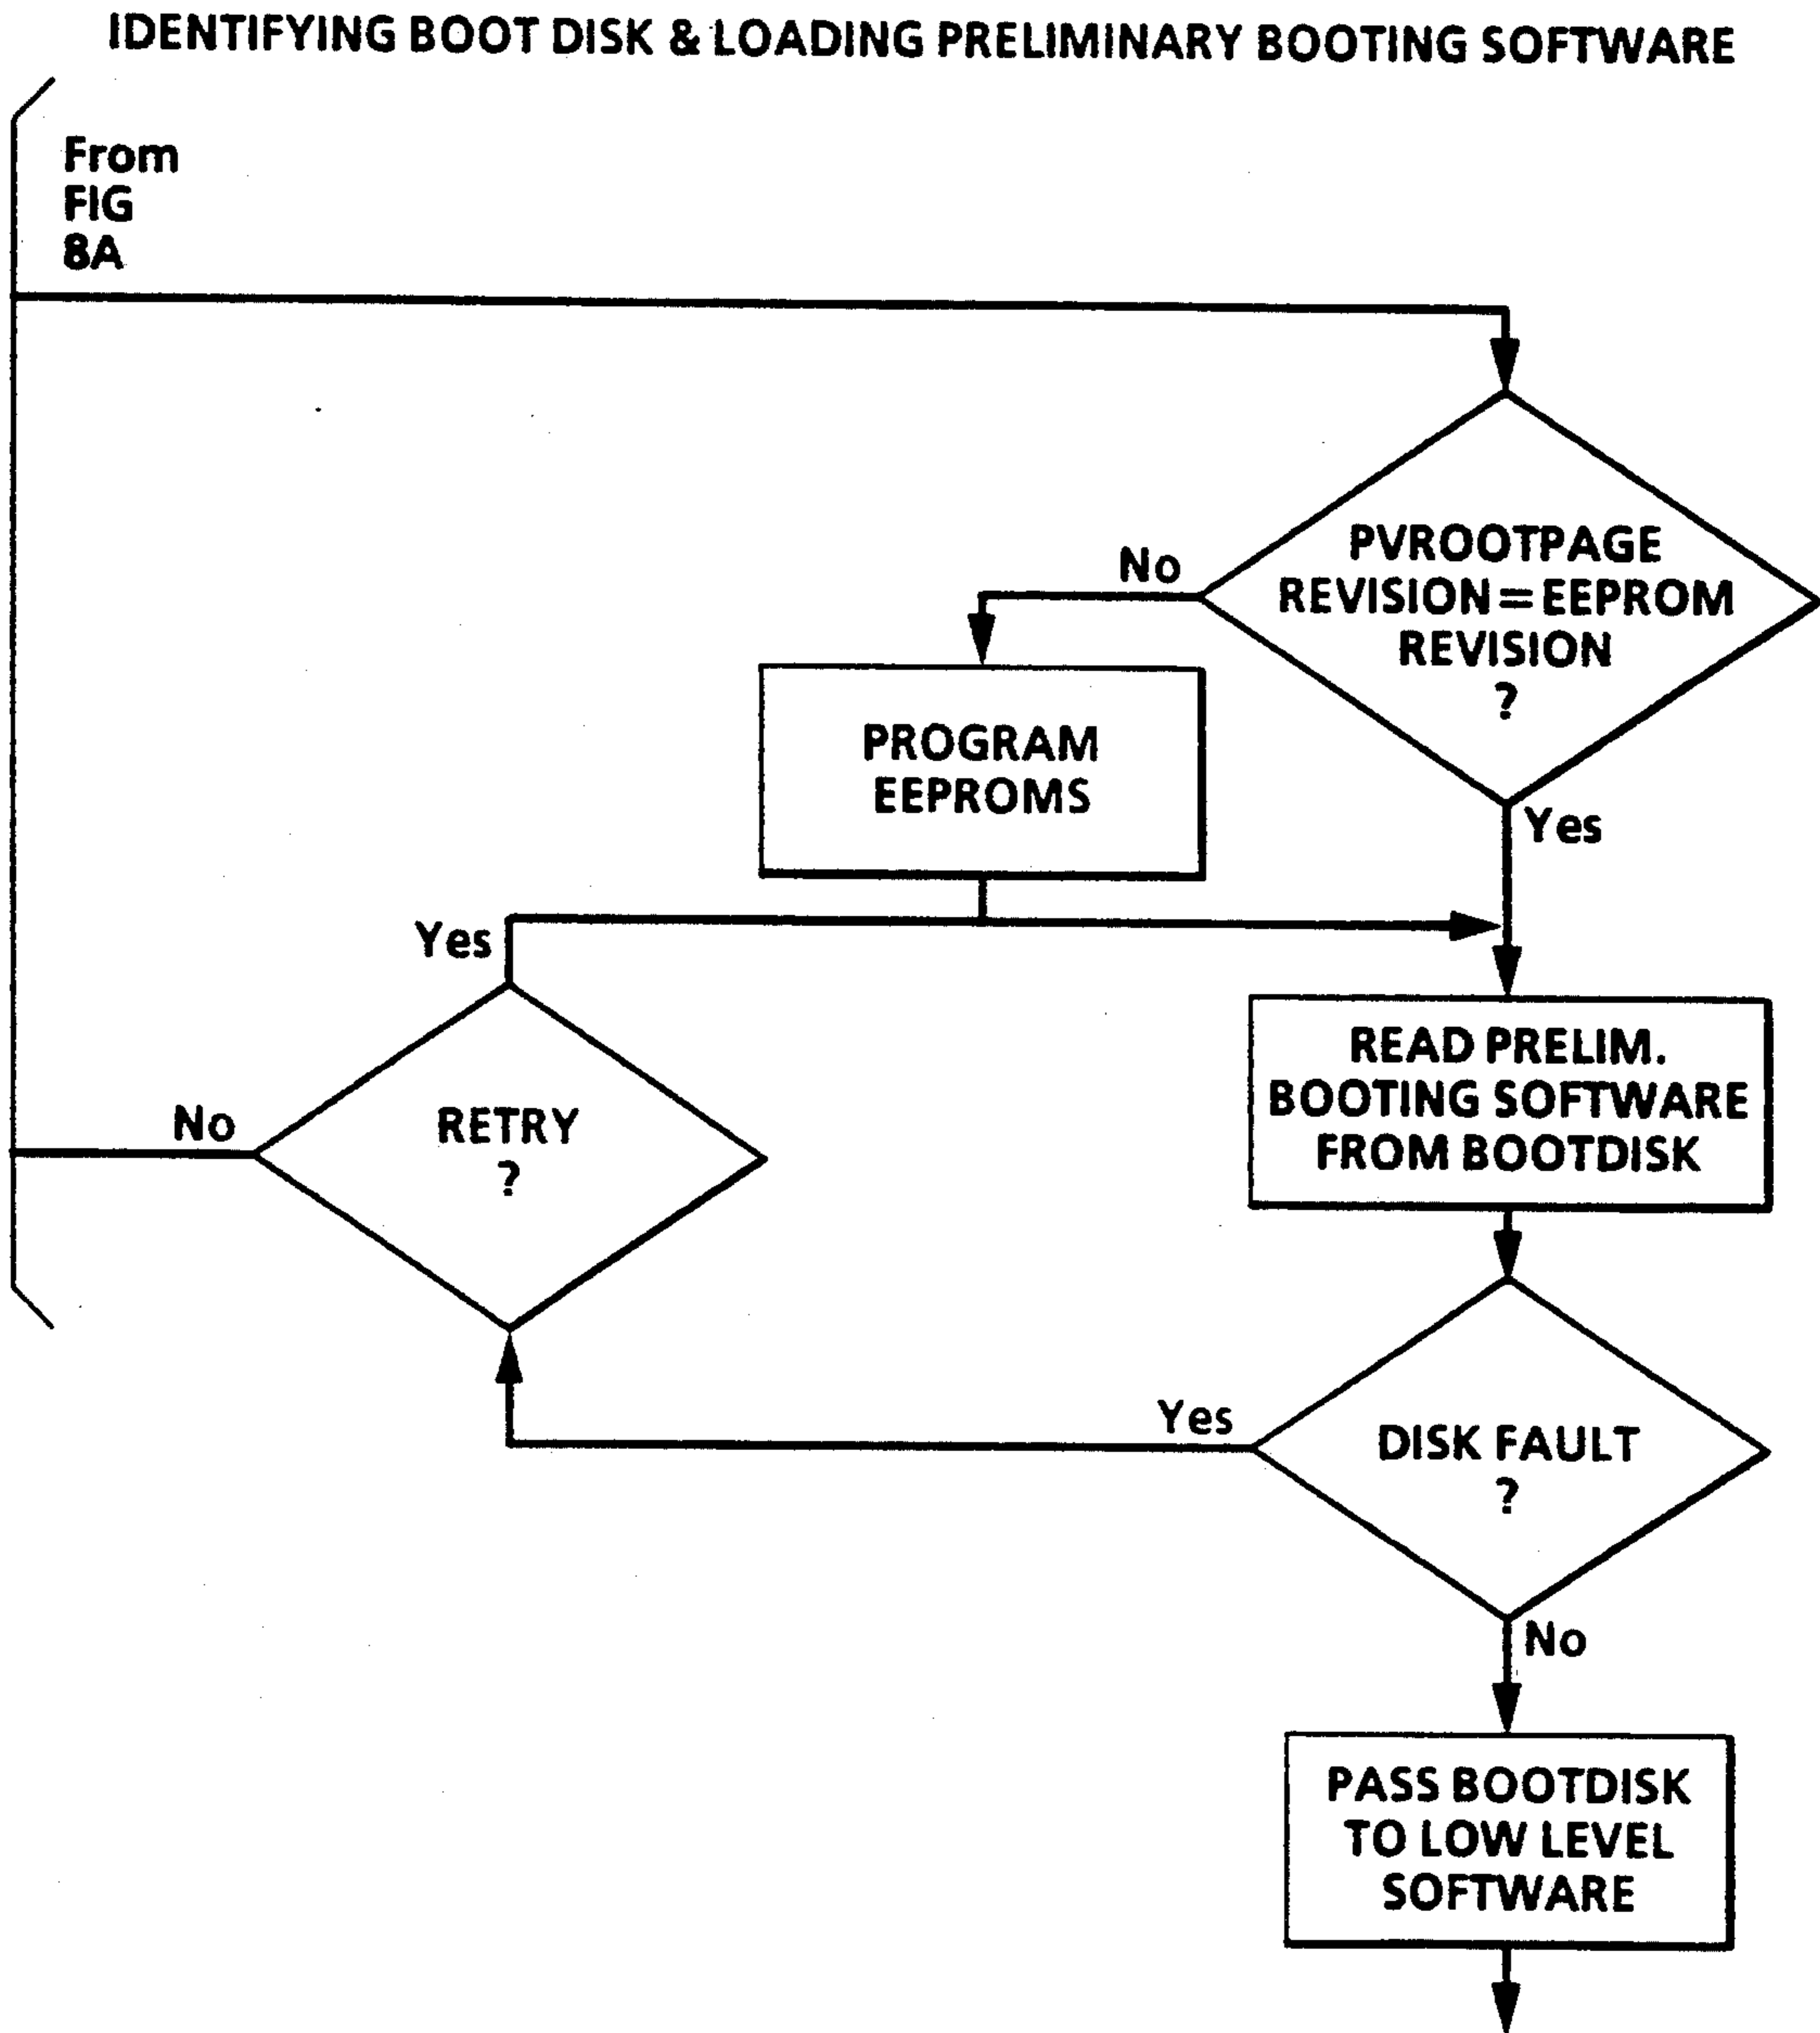 IDENTIFYING BOOT DISK & LOADING PRELIMINARY BOOTING SOFTWARE
From
FIG
8A
PVROOTPAGE
REVISION=EEPROM
REVISION
?
No
Yes
PROGRAM
EEPROMS
Yes
READ PRELIM.
BOOTING SOFTWARE
FROM BOOTDISK
No
RETRY
?
Yes
DISK FAULT
?
No
PASS BOOTDISK
TO LOW LEVEL
SOFTWARE